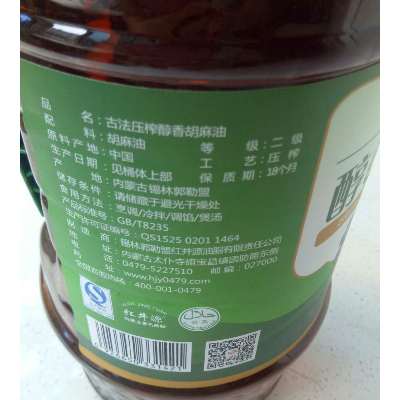 品 名：古法压榨醇香胡麻油
配 料：胡麻油 等 级：二级
原料产地：中国 工 艺：压榨
生产日期：见桶体上部 保 质 期：18个月
生产地址：内蒙古锡林郭勒盟
储存条件：请储藏于避光干燥处
食用方法：烹调/冷拌/调馅/煲汤
产品标准号：GB/T8235
生产许可证编号：QS1525 0201 1464
制 造 商：锡林郭勒盟红井源油脂有限责任公司
地 址：内蒙古太仆寺旗宝昌镇
电 话：0479-5227510 邮 编：027000
www.hjy0479.com
400-001-0479
QS
红井源
HALAL
醇